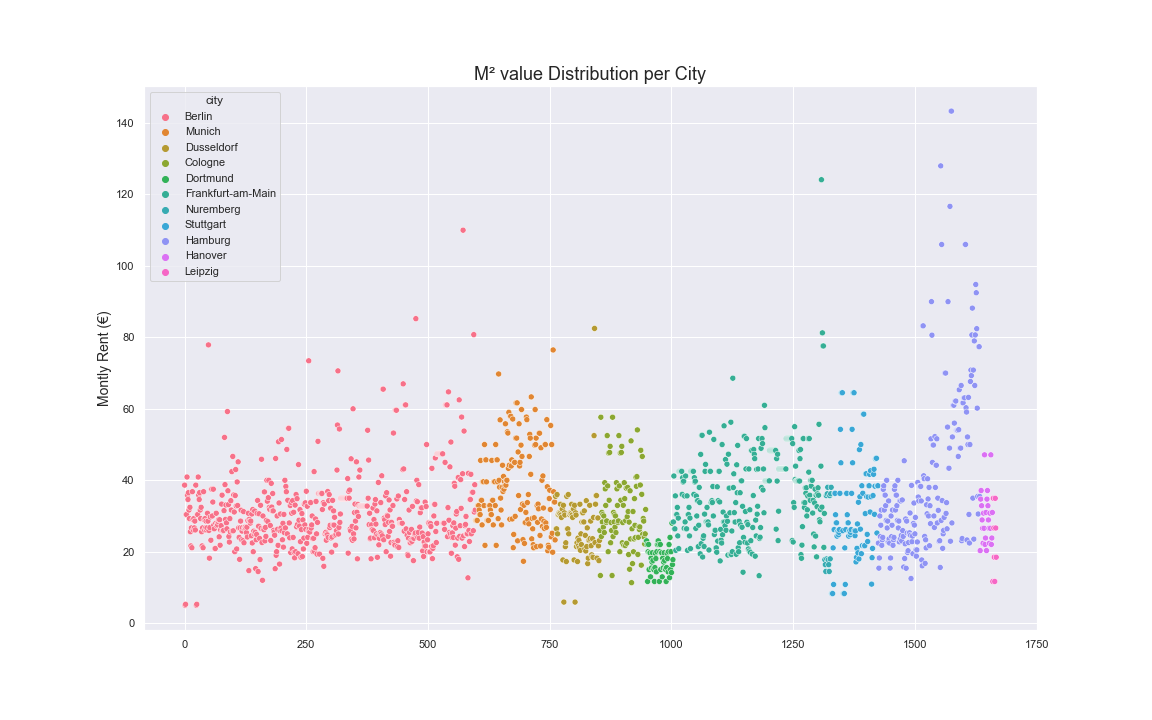 M² value Distribution per City
city
Berlin
Munich
Dusseldorf
Cologne
Dortmund
Frankfurt-am-Main
Nuremberg
Stuttgart
Hamburg
Hanover
Leipzig
Montly Rent (€)
140
120
100
80
60
40
20
0
0 250 500 750 1000 1250 1500 1750